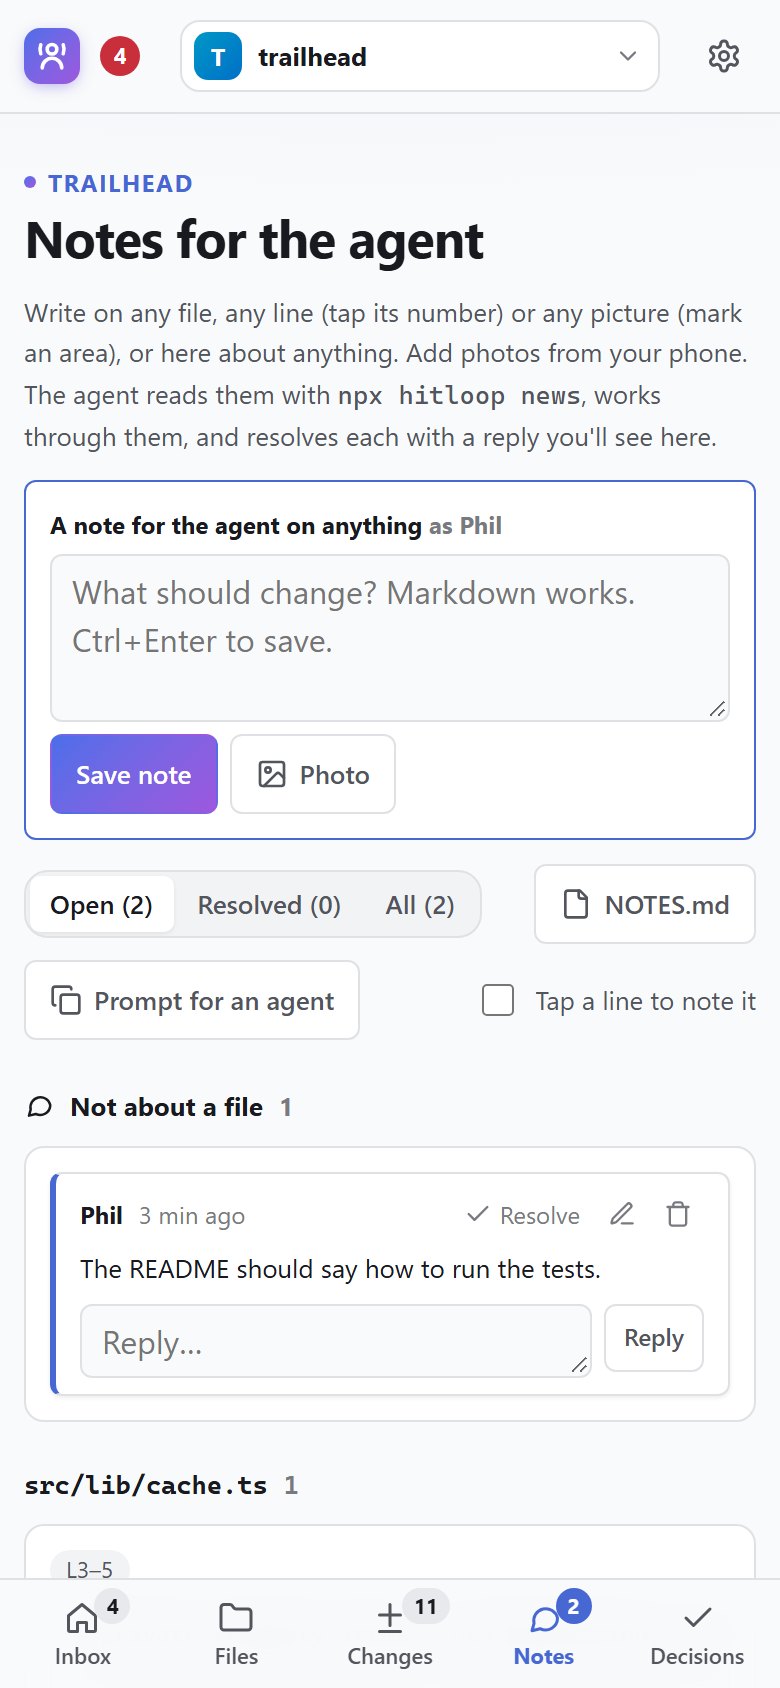 4
T
trailhead
TRAILHEAD
Notes for the agent
Write on any file, any line (tap its number) or any picture (mark
an area), or here about anything. Add photos from your phone.
The agent reads them with npx hitloop news, works
through them, and resolves each with a reply you'll see here.
A note for the agent on anything as Phil
What should change? Markdown works.
Ctrl+Enter to save.
Save note
Photo
Open (2)
Resolved (0)
All (2)
NOTES.md
Prompt for an agent
Tap a line to note it
Not about a file 1
Phil 3 min ago
Resolve
The README should say how to run the tests.
Reply...
Reply
src/lib/cache.ts 1
L3–5
4
11
2
Inbox
Files
Changes
Notes
Decisions